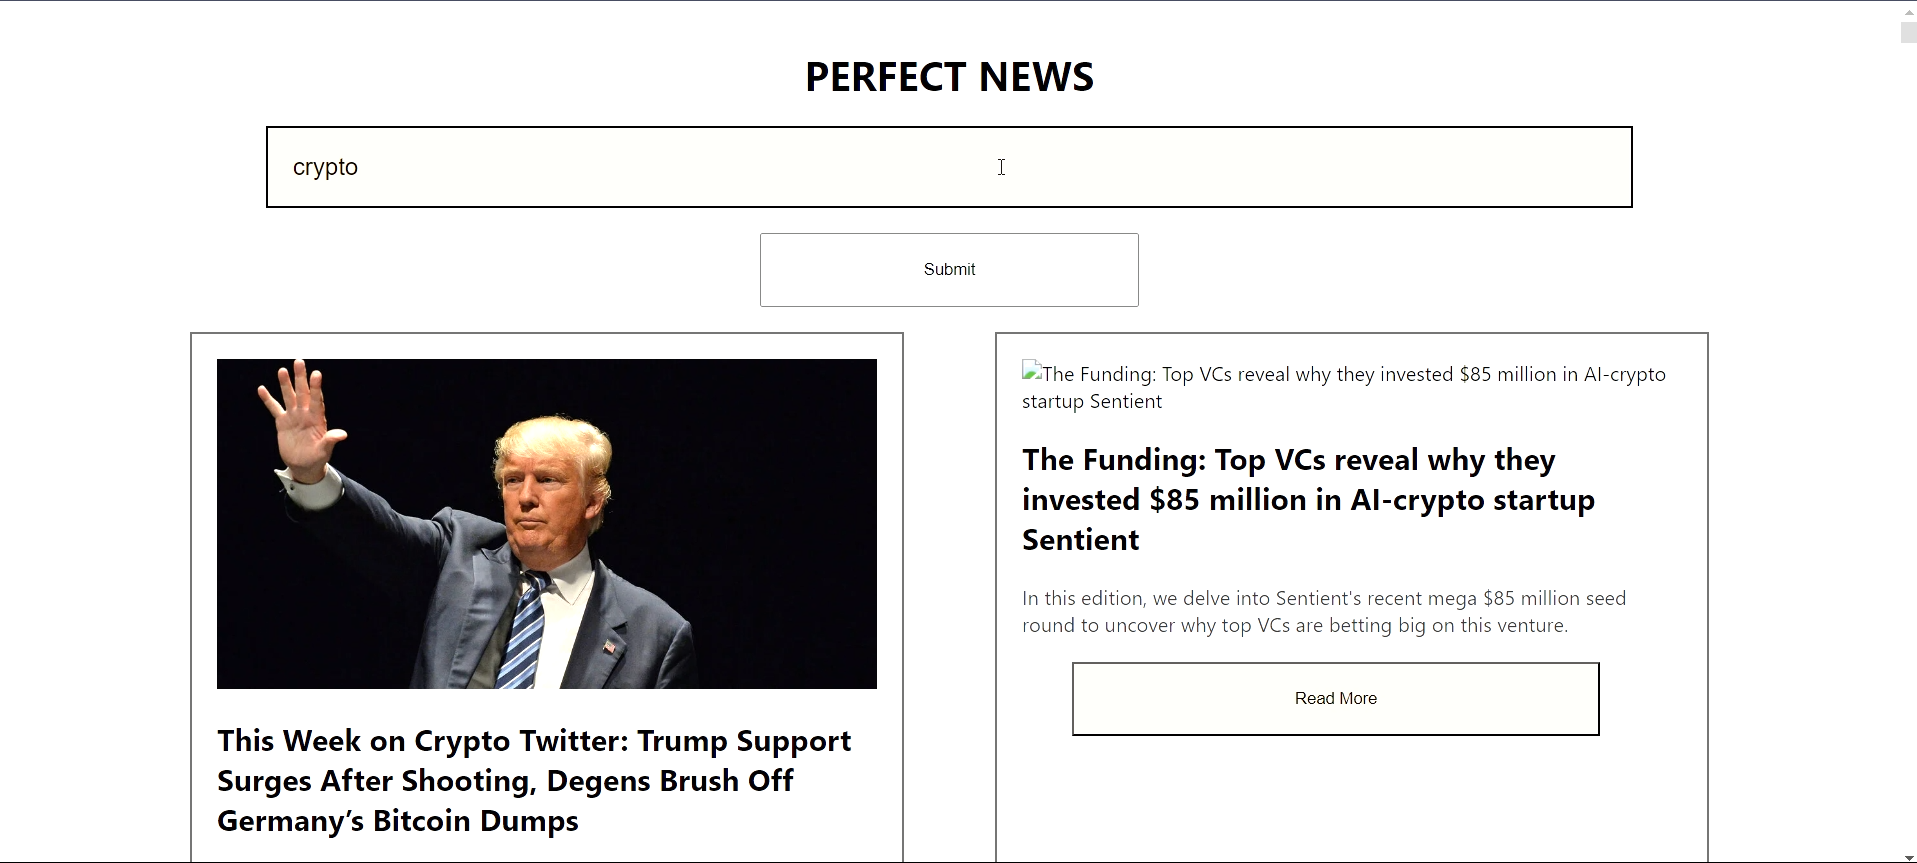 PERFECT NEWS
crypto
Submit
This Week on Crypto Twitter: Trump Support
Surges After Shooting, Degens Brush Off
Germany’s Bitcoin Dumps
The Funding: Top VCs reveal why they invested $85 million in AI-crypto
startup Sentient
The Funding: Top VCs reveal why they
invested $85 million in AI-crypto startup
Sentient
In this edition, we delve into Sentient's recent mega $85 million seed
round to uncover why top VCs are betting big on this venture.
Read More